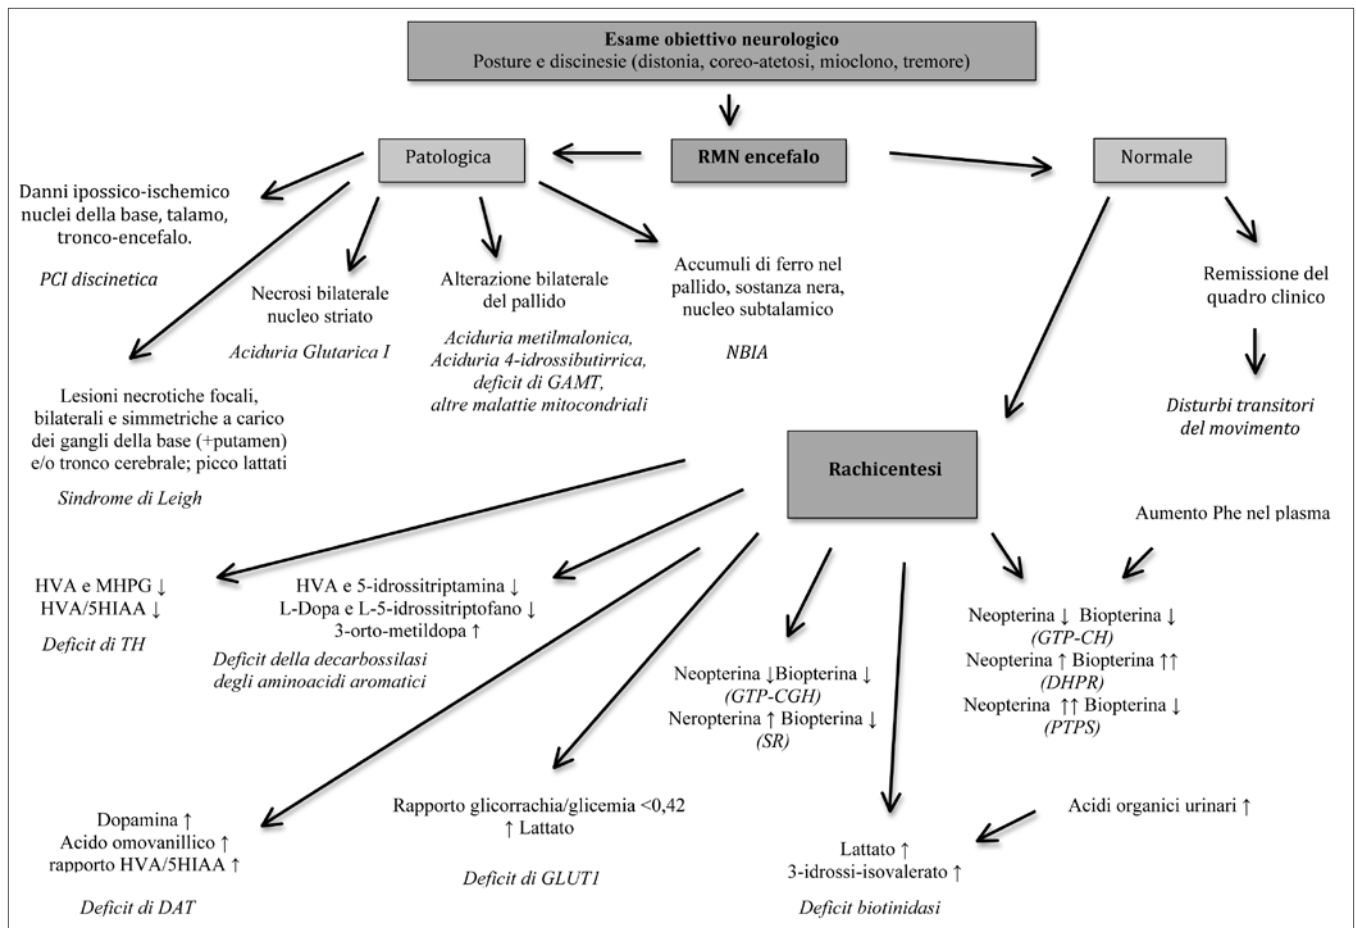 Esame obiettivo neurologico
Posture e discinesie (distonia, coreo-atetosi, mioclono, tremore)
Patologica
RMN encefalo
Normale
Danni ipossico-ischemico
nuclei della base, talamo,
tronco-encefalo.
PCI discinetica
Necrosi bilaterale
nucleo striato
Aciduria Glutarica I
Alterazione bilaterale
del pallido
Aciduria metilmalonica,
Aciduria 4-idrossibutirrica,
deficit di GAMT,
altre malattie mitocondriali
Accumuli di ferro nel
pallido, sostanza nera,
nucleo subtalamico
NBIA
Remissione del
quadro clinico
Disturbi transitori
del movimento
Lesioni necrotiche focali,
bilaterali e simmetriche a carico
dei gangli della base (+putamen)
e/o tronco cerebrale; picco lattati
Sindrome di Leigh
Rachicentesi
Aumento Phe nel plasma
HVA e MHPG ↓
HVA/5HIAA ↓
Deficit di TH
HVA e 5-idrossitriptamina ↓
L-Dopa e L-5-idrossitriptofano ↓
3-orto-metildopa ↑
Deficit della decarbossilasi
degli aminoacidi aromatici
Neopterina ↓Biopterina ↓
(GTP-CGH)
Neropterina ↑ Biopterina ↓
(SR)
Neopterina ↓ Biopterina ↓
(GTP-CH)
Neopterina ↑ Biopterina ↑↑
(DHPR)
Neopterina ↑↑ Biopterina ↓
(PTPS)
Dopamina ↑
Acido omovanillico ↑
rapporto HVA/5HIAA ↑
Deficit di DAT
Rapporto glicorrachia/glicemia <0,42
↑ Lattato
Deficit di GLUT1
Lattato ↑
3-idrossi-isovalerato ↑
Deficit biotinidasi
Acidi organici urinari ↑